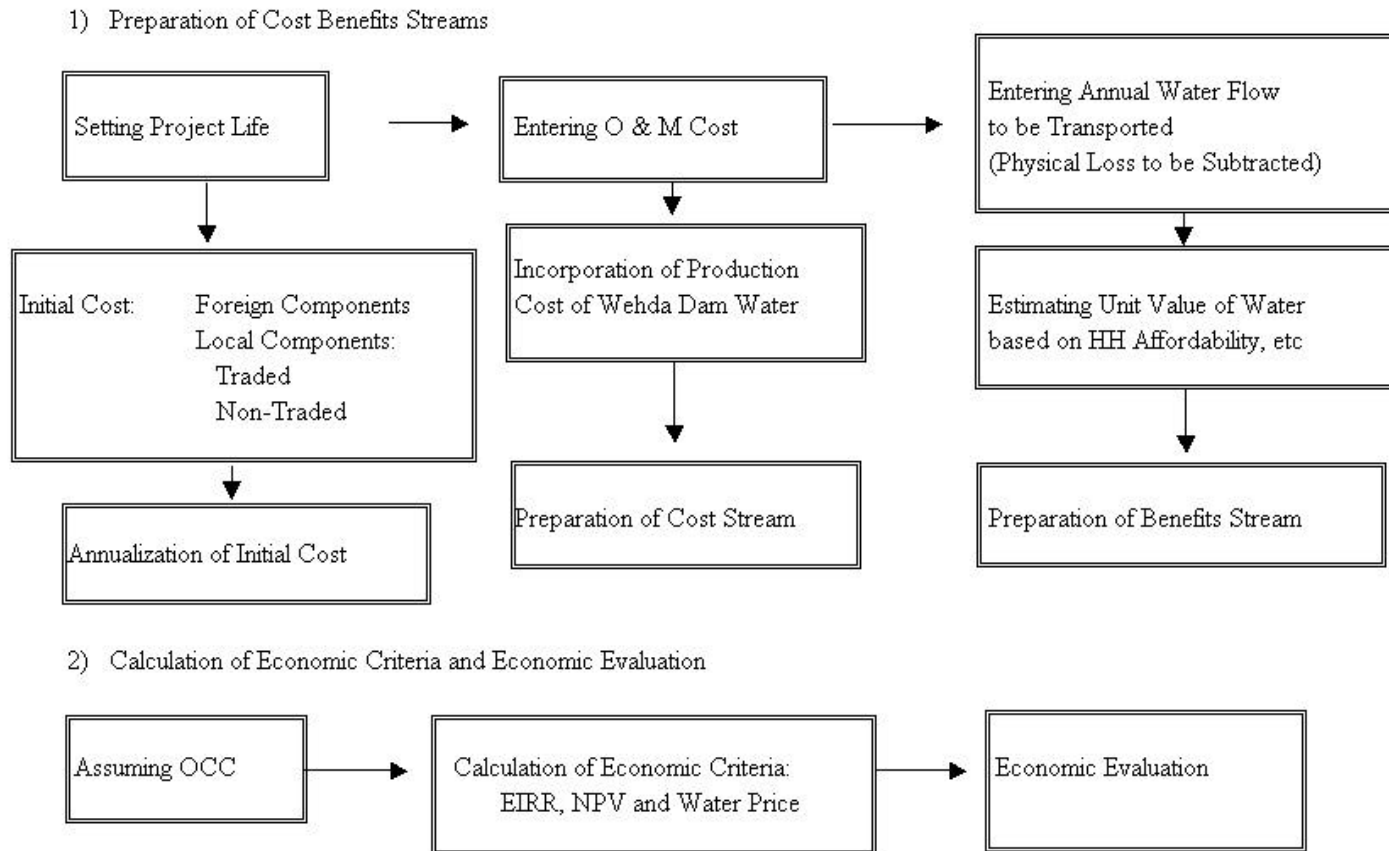 1) Preparation of Cost Benefits Streams
Setting Project Life
Entering O & M Cost
Entering Annual Water Flow
to be Transported
(Physical Loss to be Subtracted)
Initial Cost: Foreign Components
Local Components:
Traded
Non-Traded
Incorporation of Production
Cost of Wehda Dam Water
Estimating Unit Value of Water
based on HH Affordability, etc
Annualization of Initial Cost
Preparation of Cost Stream
Preparation of Benefits Stream
2) Calculation of Economic Criteria and Economic Evaluation
Assuming OCC
Calculation of Economic Criteria:
EIRR, NPV and Water Price
Economic Evaluation